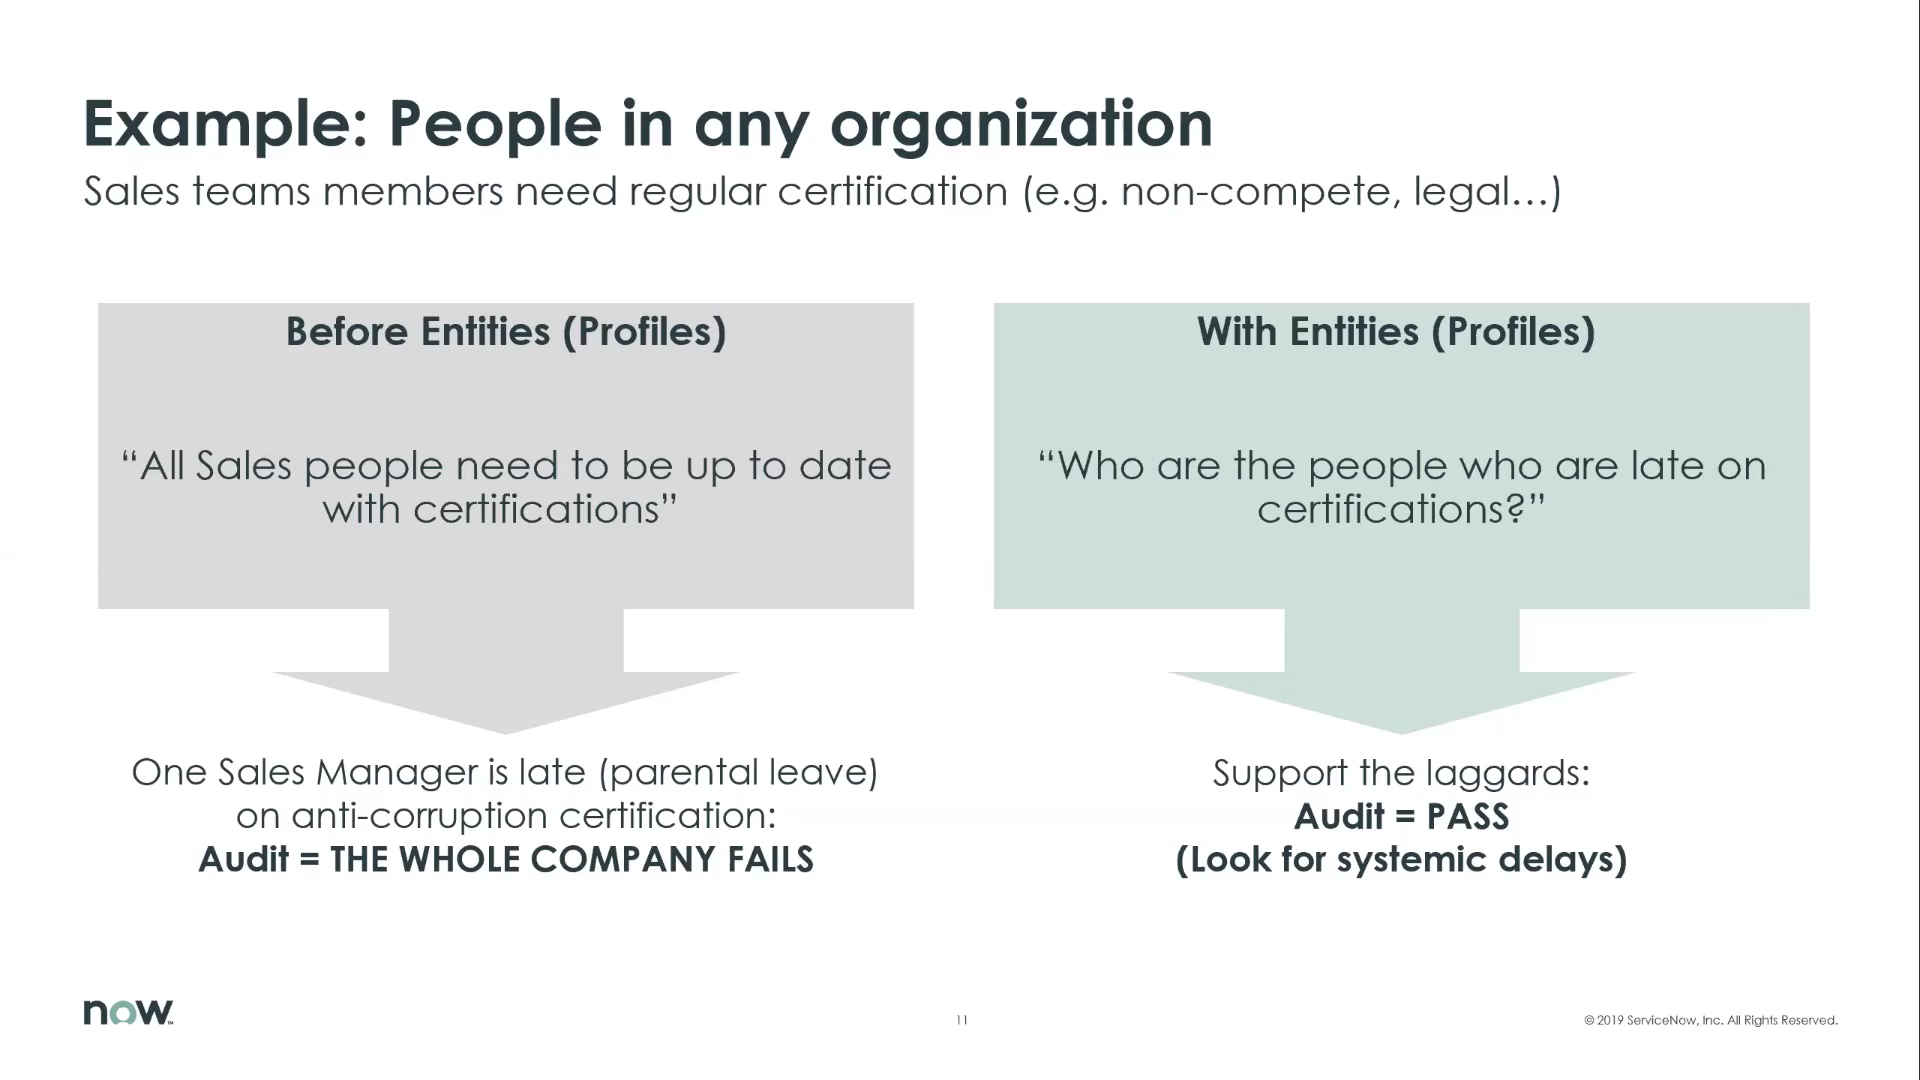 Example: People in any organization
Sales teams members need regular certification (e.g. non-compete, legal…)
Before Entities (Profiles)
“All Sales people need to be up to date
with certifications”
One Sales Manager is late (parental leave)
on anti-corruption certification:
Audit = THE WHOLE COMPANY FAILS
With Entities (Profiles)
“Who are the people who are late on
certifications?”
Support the laggards:
Audit = PASS
(Look for systemic delays)
now™
11
© 2019 ServiceNow, Inc. All Rights Reserved.